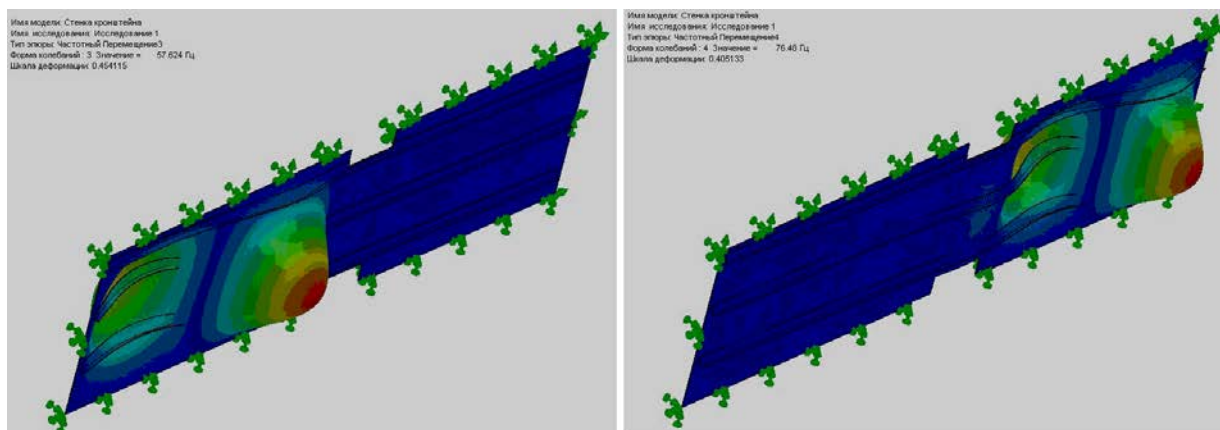 Имя модели: Стенка кронштейна
Имя исследования: Исследование 1
Тип эпюры: Частотный Перемещение3
Форма колебаний : 3 Значение = 57.624 Гц
Шкала деформации: 0.454115
Имя модели: Стенка кронштейна
Имя исследования: Исследование 1
Тип эпюры: Частотный Перемещение4
Форма колебаний : 4 Значение = 76.46 Гц
Шкала деформации: 0.405133